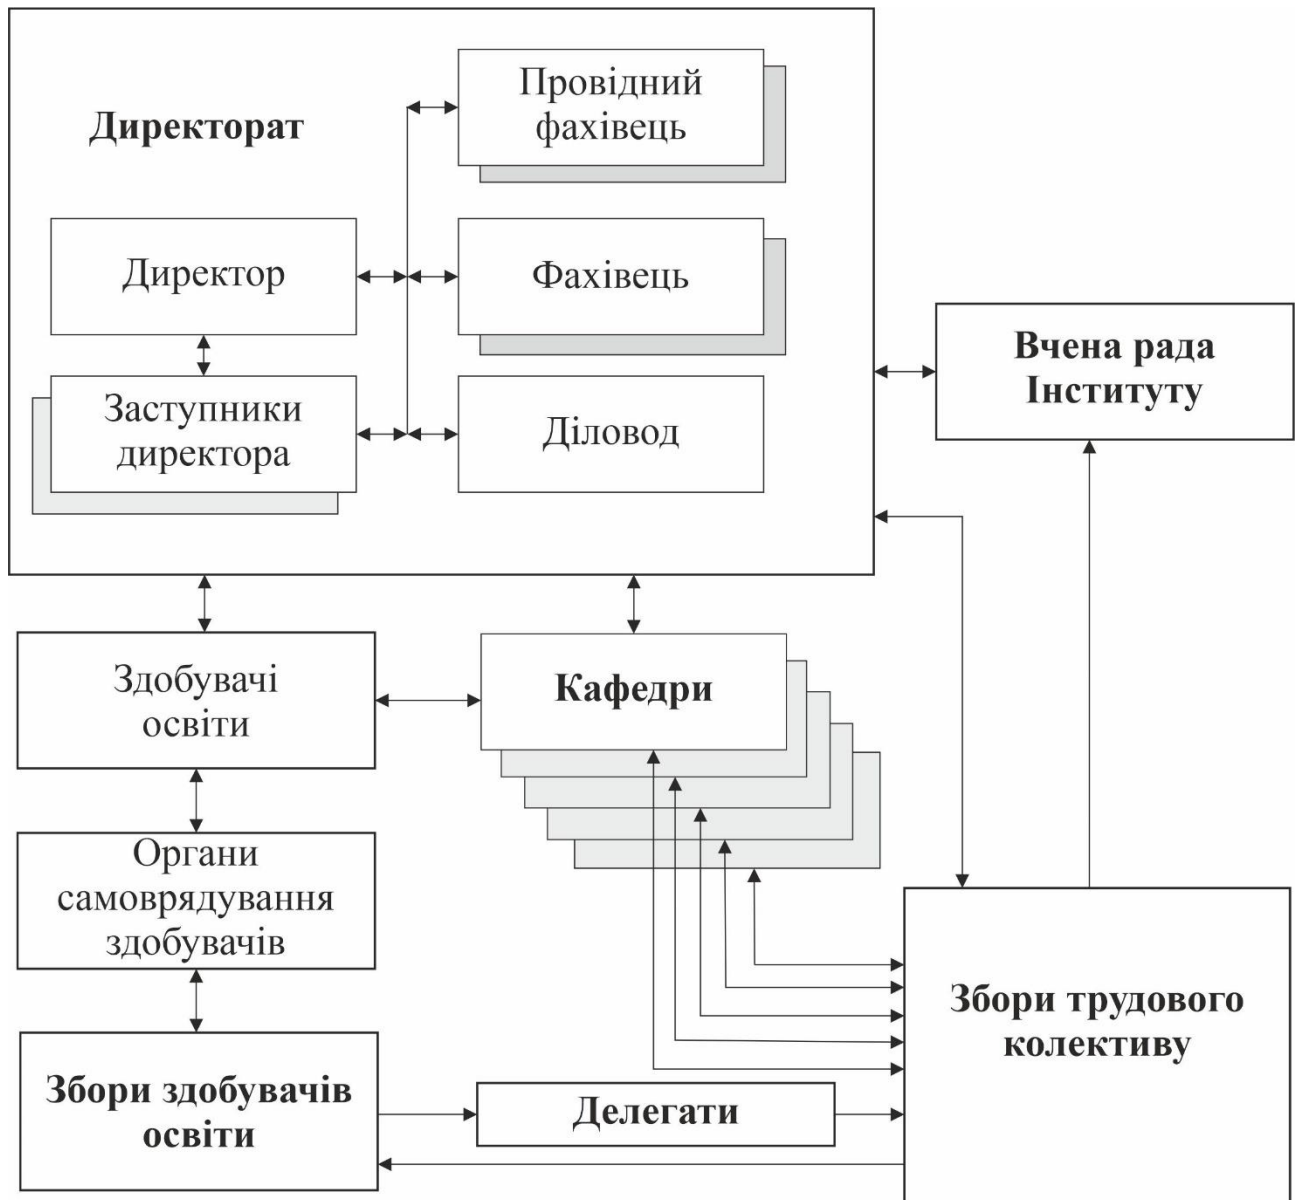 Директорат
Провідний
фахівець
Директор
Фахівець
Заступники
директора
Діловод
Вчена рада
Інституту
Здобувачі
освіти
Кафедри
Органи
самоврядування
здобувачів
Збори трудового
колективу
Збори здобувачів
освіти
Делегати